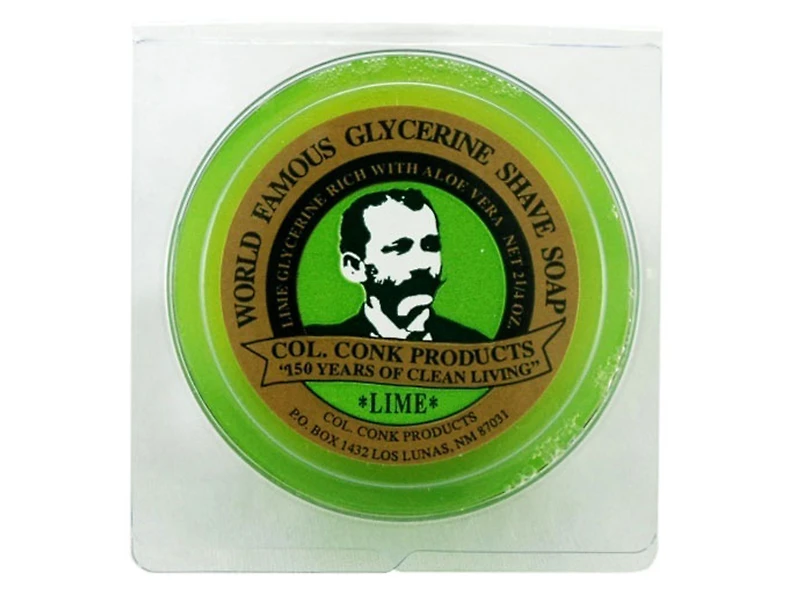 WORLD FAMOUS GLYCERINE SHAVE SOAP
LIME GLYCERINE RICH WITH ALOE VERA NET 2 1/4 OZ.
COL. CONK PRODUCTS
"150 YEARS OF CLEAN LIVING"
*LIME*
COL. CONK PRODUCTS
P.O. BOX 1432 LOS LUNAS, NM 87031